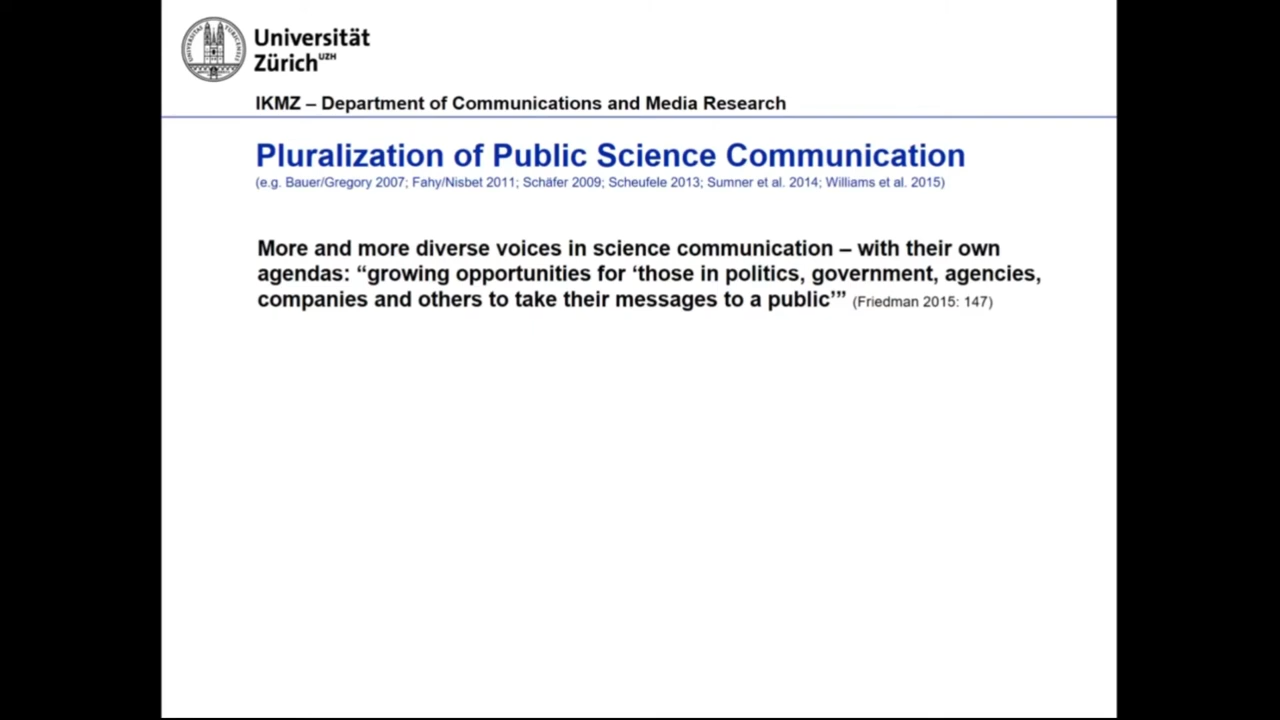 Universität
Zürich UZH
IKMZ – Department of Communications and Media Research
Pluralization of Public Science Communication
(e.g. Bauer/Gregory 2007; Fahy/Nisbet 2011; Schäfer 2009; Scheufele 2013; Sumner et al. 2014; Williams et al. 2015)
More and more diverse voices in science communication – with their own
agendas: “growing opportunities for ‘those in politics, government, agencies,
companies and others to take their messages to a public’” (Friedman 2015: 147)